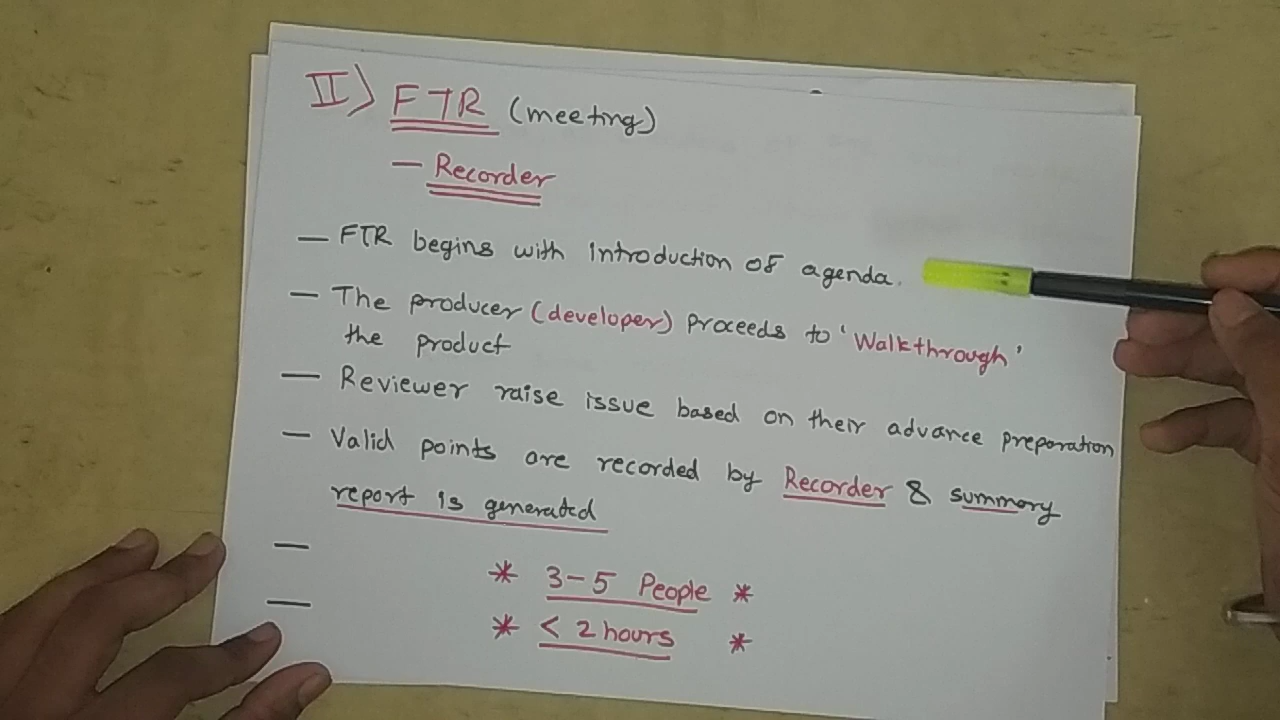 II) FTR (meeting)
— Recorder
— FTR begins with introduction of agenda.
— The producer (developer) proceeds to 'Walkthrough'
the product
— Reviewer raise issue based on their advance preparation
— Valid points are recorded by Recorder & summary
report is generated
— * 3-5 People *
— * < 2 hours *